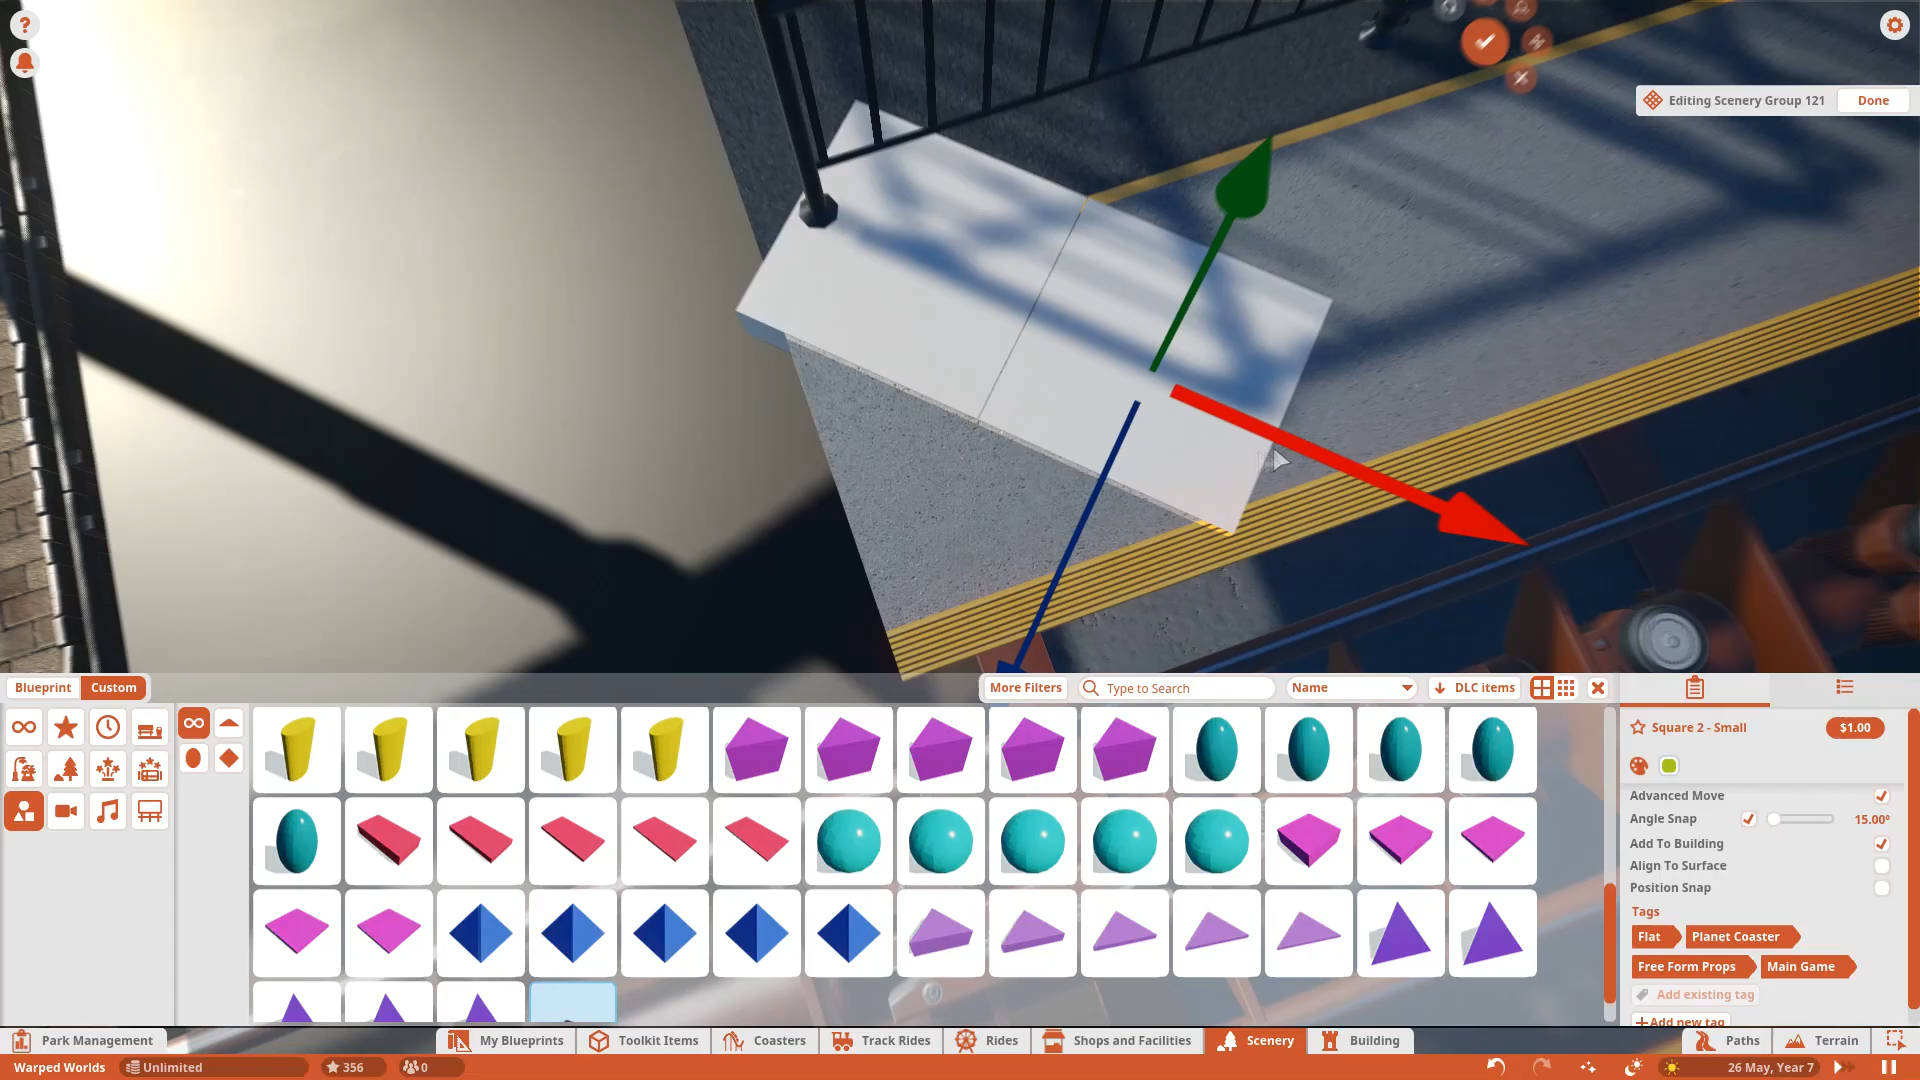 ?
Editing Scenery Group 121
Done
Blueprint
Custom
More Filters
Type to Search
Name
DLC items
Square 2 - Small
$1.00
Advanced Move
Angle Snap
15.00°
Add To Building
Align To Surface
Position Snap
Tags
Flat
Planet Coaster
Free Form Props
Main Game
Add existing tag
+Add new tag
Park Management
My Blueprints
Toolkit Items
Coasters
Track Rides
Rides
Shops and Facilities
Scenery
Building
Paths
Terrain
Warped Worlds
Unlimited
356
0
26 May, Year 7